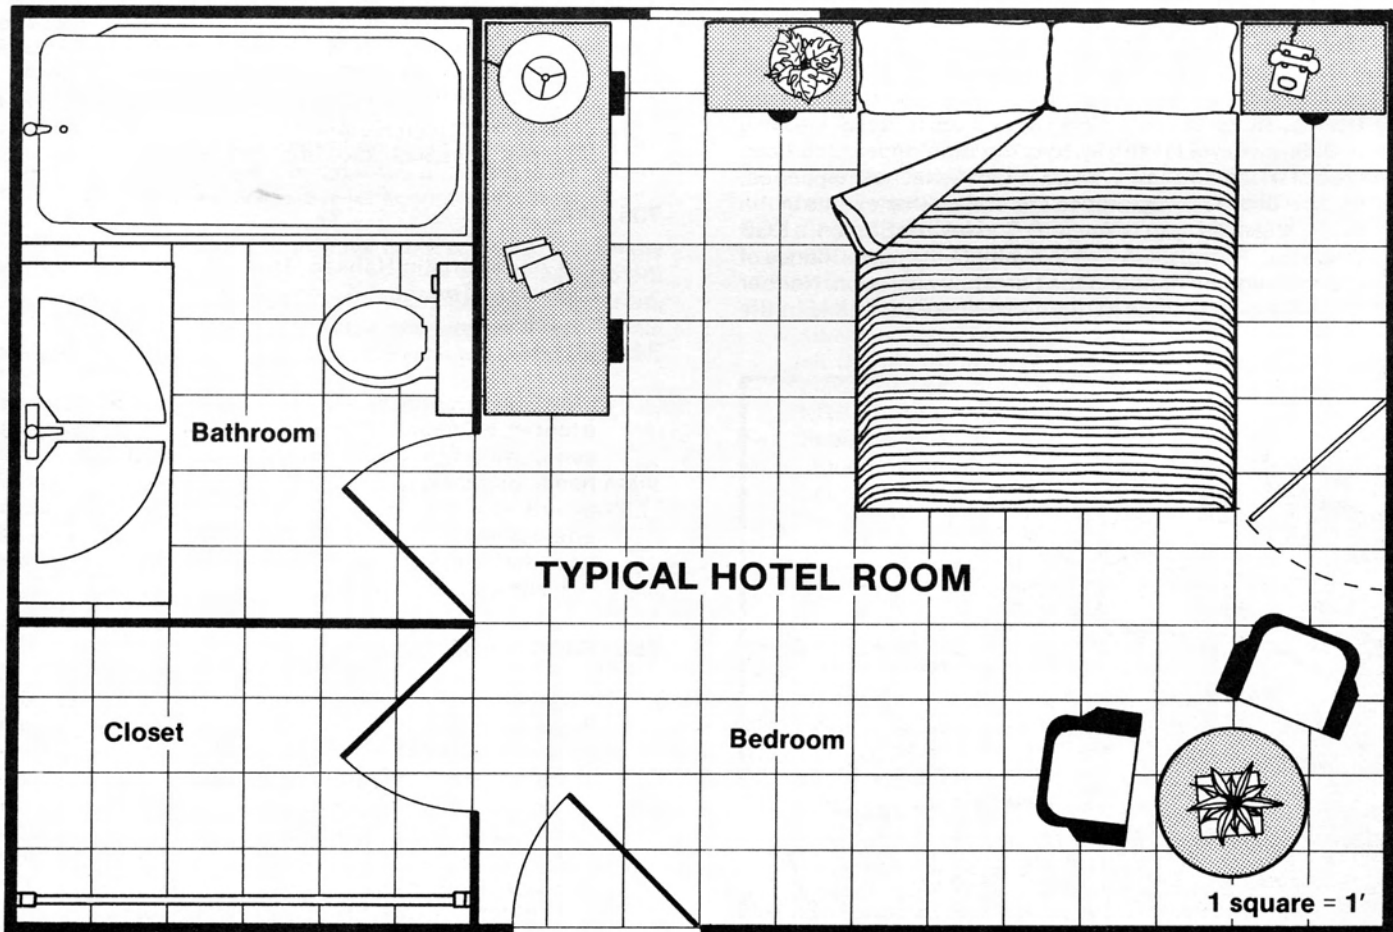 Bathroom
TYPICAL HOTEL ROOM
Closet
Bedroom
1 square = 1′